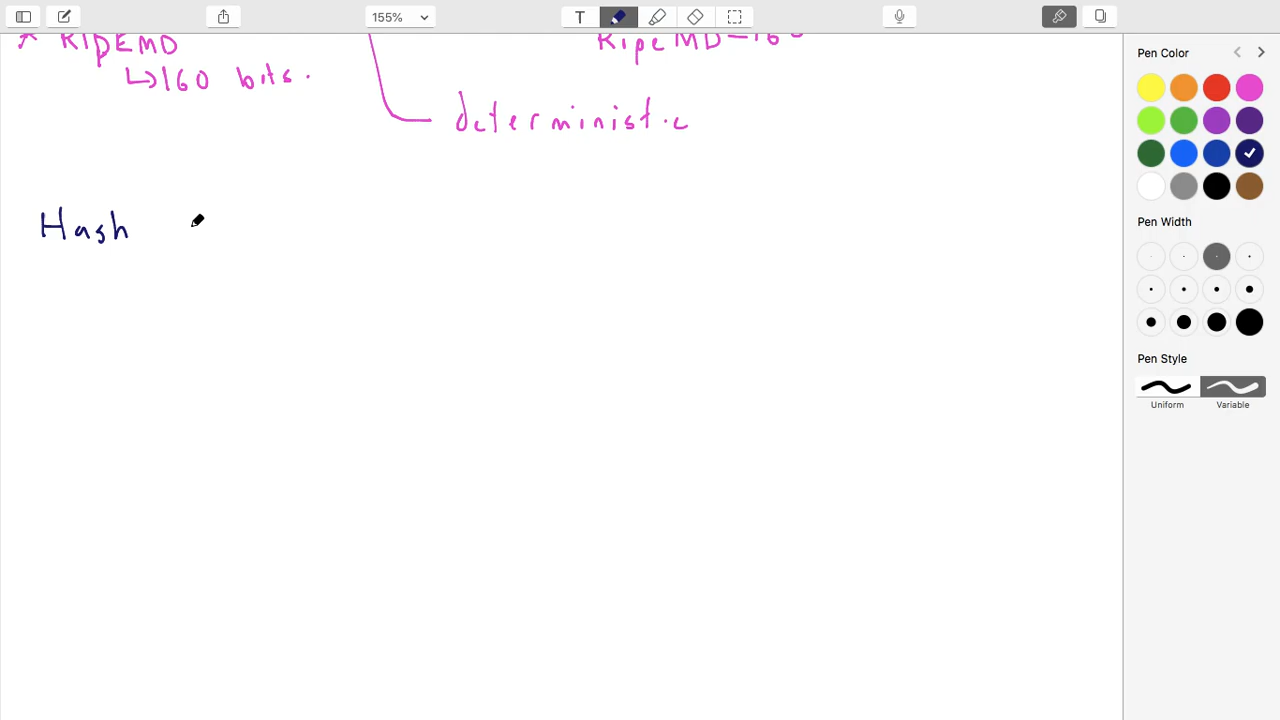 155%
RipEMD
RipeMD-160
↳160 bits.
deterministic
Hash
Pen Color
Pen Width
Pen Style
Uniform Variable